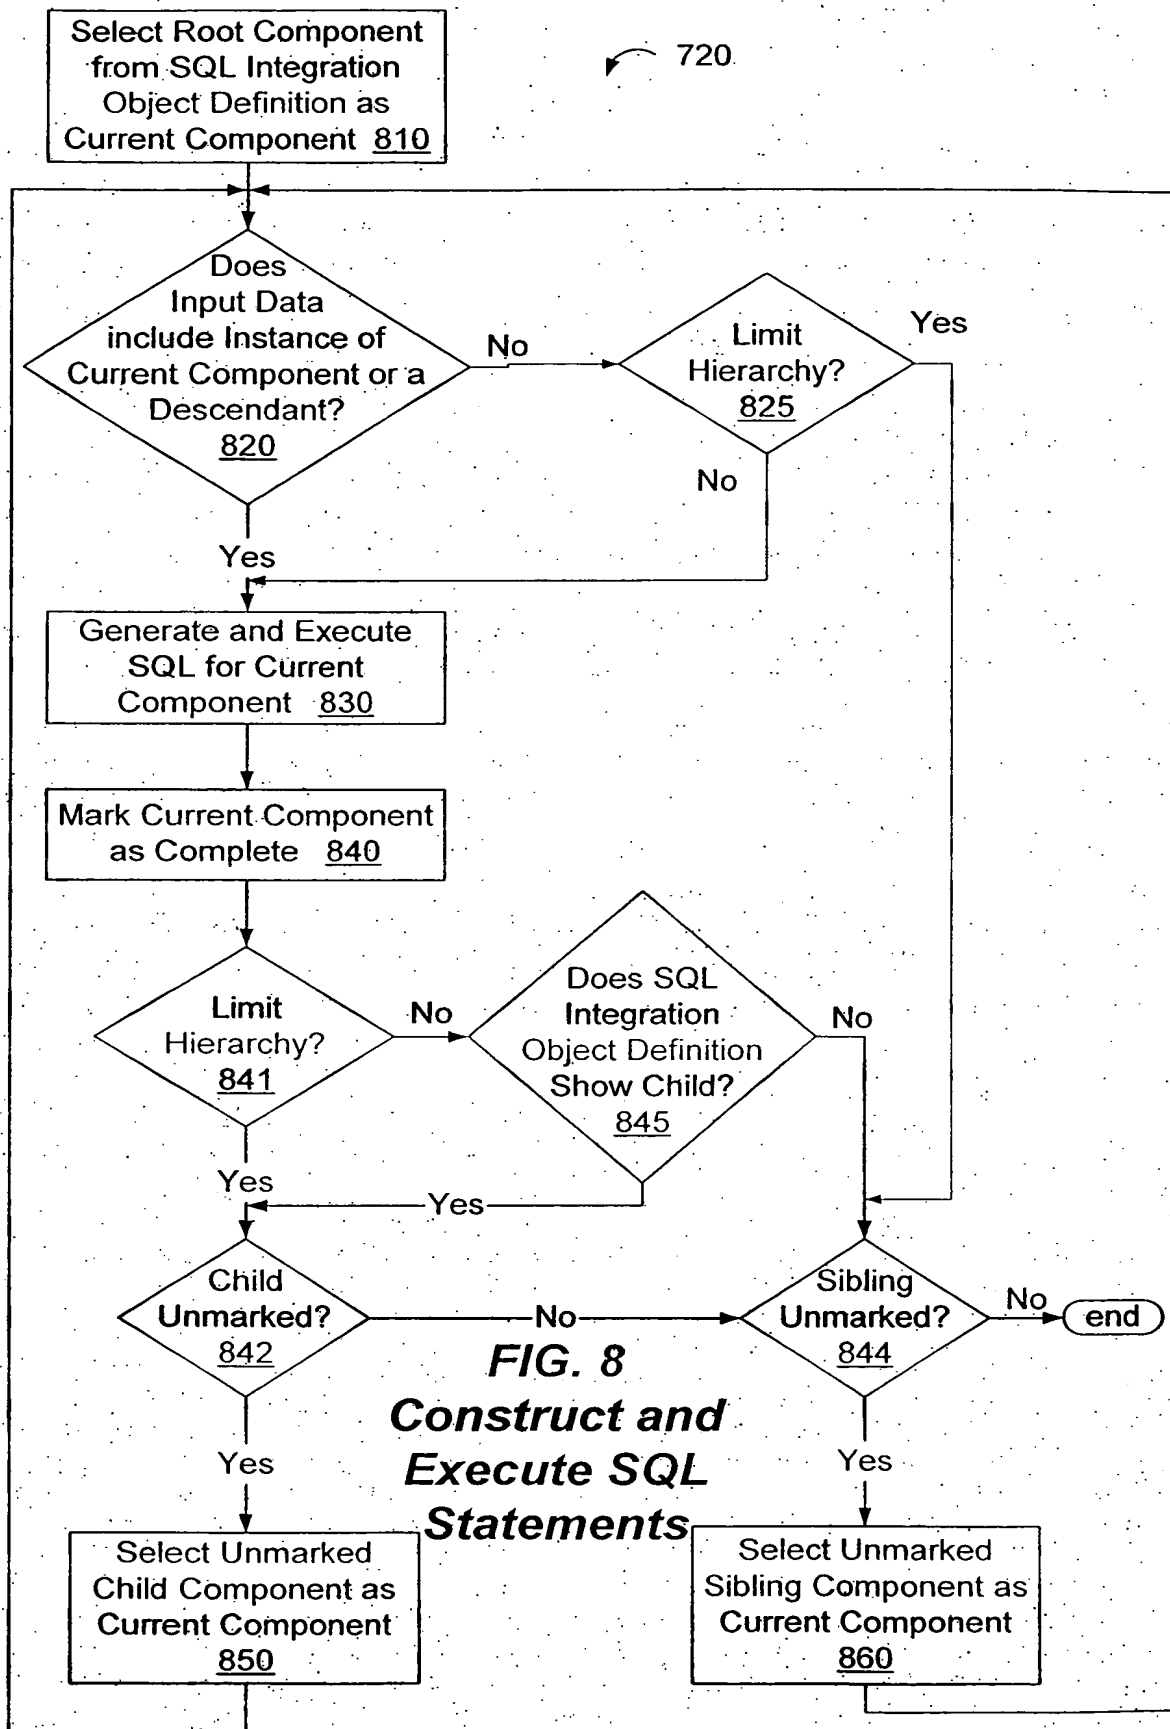 Select Root Component
from SQL Integration
Object Definition as
Current Component 810
720
Does
Input Data
include Instance of
Current Component or a
Descendant?
820
No
Limit
Hierarchy?
825
Yes
No
Yes
Generate and Execute
SQL for Current
Component 830
Mark Current Component
as Complete 840
Limit
Hierarchy?
841
No
Does SQL
Integration
Object Definition
Show Child?
845
No
Yes
Yes
Child
Unmarked?
842
No
Sibling
Unmarked?
844
No
end
FIG. 8
Construct and
Execute SQL
Statements
Yes
Yes
Select Unmarked
Child Component as
Current Component
850
Select Unmarked
Sibling Component as
Current Component
860